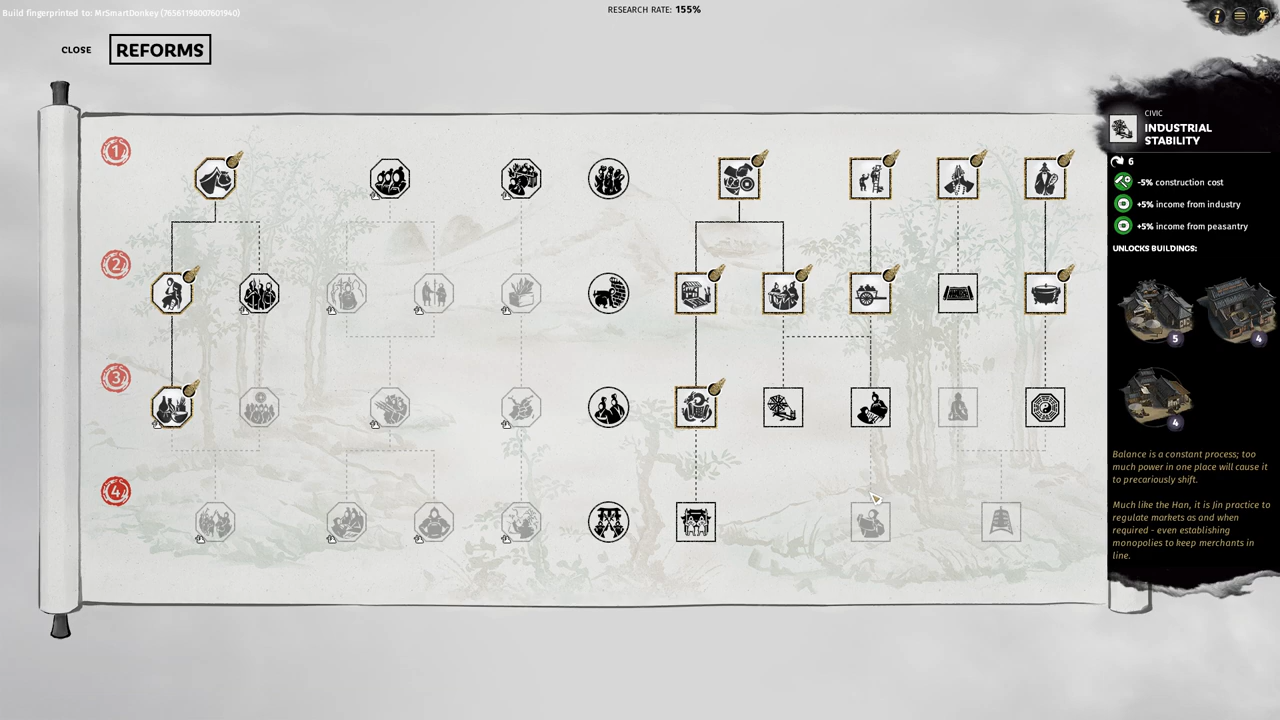 Build fingerprinted to: MrSmartDonkey (76561198007601940)
RESEARCH RATE: 155%
CLOSE
REFORMS
1
2
3
4
CIVIC
INDUSTRIAL
STABILITY
6
-5% construction cost
+5% income from industry
+5% income from peasantry
UNLOCKS BUILDINGS:
5
4
4
Balance is a constant process; too
much power in one place will cause it
to precariously shift.
Much like the Han, it is Jin practice to
regulate markets as and when
required - even establishing
monopolies to keep merchants in
line.